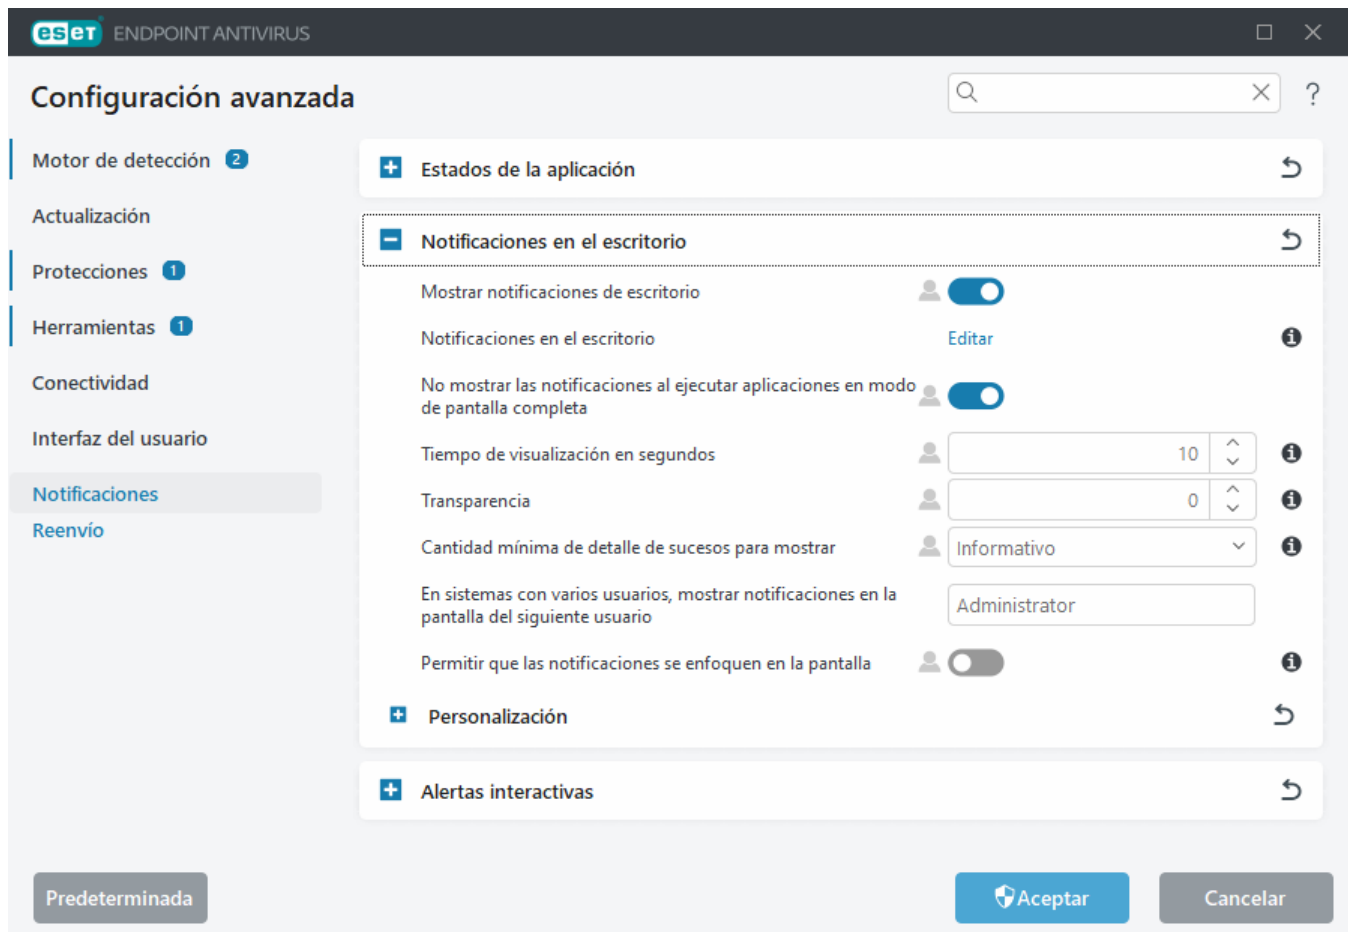 eset ENDPOINT ANTIVIRUS
Configuración avanzada
?
Motor de detección 2
Actualización
Protecciones 1
Herramientas 1
Conectividad
Interfaz del usuario
Notificaciones
Reenvío
Estados de la aplicación
Notificaciones en el escritorio
Mostrar notificaciones de escritorio
Notificaciones en el escritorio Editar
No mostrar las notificaciones al ejecutar aplicaciones en modo
de pantalla completa
Tiempo de visualización en segundos 10
Transparencia 0
Cantidad mínima de detalle de sucesos para mostrar Informativo
En sistemas con varios usuarios, mostrar notificaciones en la
pantalla del siguiente usuario
Administrator
Permitir que las notificaciones se enfoquen en la pantalla
Personalización
Alertas interactivas
Predeterminada Aceptar Cancelar